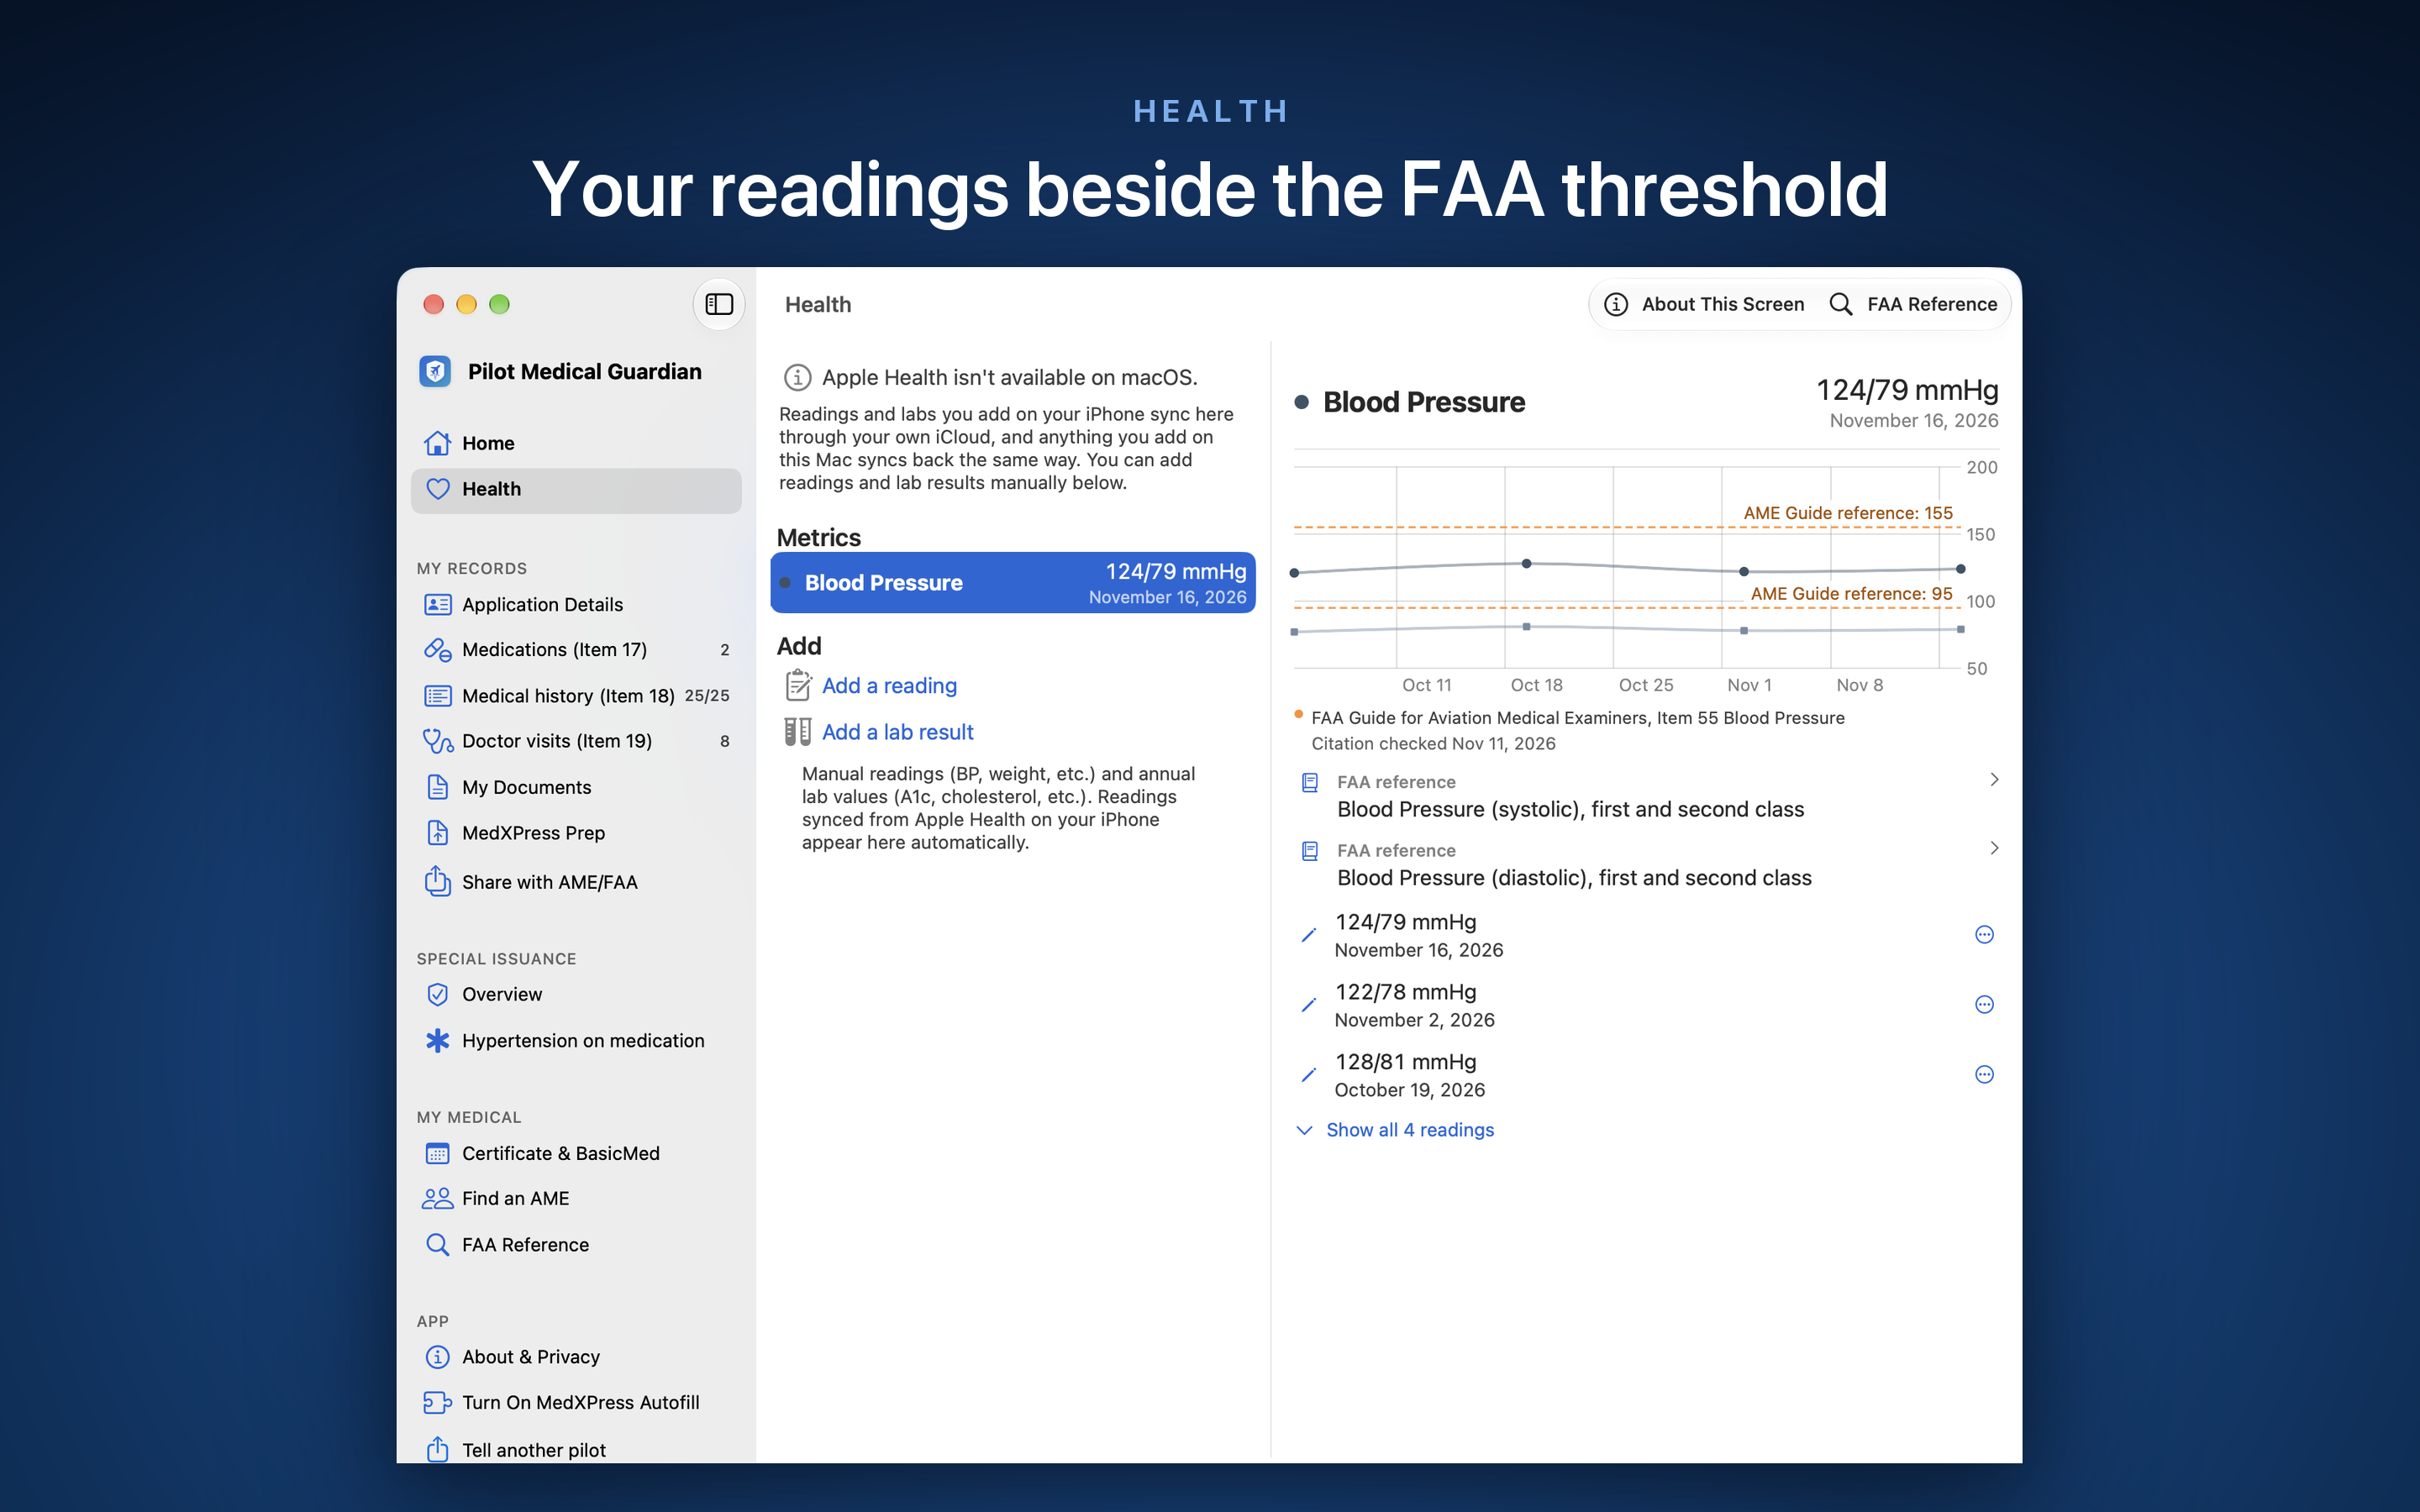 HEALTH
Your readings beside the FAA threshold
Health
About This Screen
FAA Reference
Pilot Medical Guardian
Home
Health
MY RECORDS
Application Details
Medications (Item 17) 2
Medical history (Item 18) 25/25
Doctor visits (Item 19) 8
My Documents
MedXPress Prep
Share with AME/FAA
SPECIAL ISSUANCE
Overview
Hypertension on medication
MY MEDICAL
Certificate & BasicMed
Find an AME
FAA Reference
APP
About & Privacy
Turn On MedXPress Autofill
Tell another pilot
Apple Health isn't available on macOS.
Readings and labs you add on your iPhone sync here
through your own iCloud, and anything you add on
this Mac syncs back the same way. You can add
readings and lab results manually below.
Metrics
Blood Pressure
124/79 mmHg
November 16, 2026
Add
Add a reading
Add a lab result
Manual readings (BP, weight, etc.) and annual
lab values (A1c, cholesterol, etc.). Readings
synced from Apple Health on your iPhone
appear here automatically.
Blood Pressure
124/79 mmHg
November 16, 2026
200
AME Guide reference: 155
150
AME Guide reference: 95
100
50
Oct 11 Oct 18 Oct 25 Nov 1 Nov 8
FAA Guide for Aviation Medical Examiners, Item 55 Blood Pressure
Citation checked Nov 11, 2026
FAA reference
Blood Pressure (systolic), first and second class
FAA reference
Blood Pressure (diastolic), first and second class
124/79 mmHg
November 16, 2026
122/78 mmHg
November 2, 2026
128/81 mmHg
October 19, 2026
Show all 4 readings